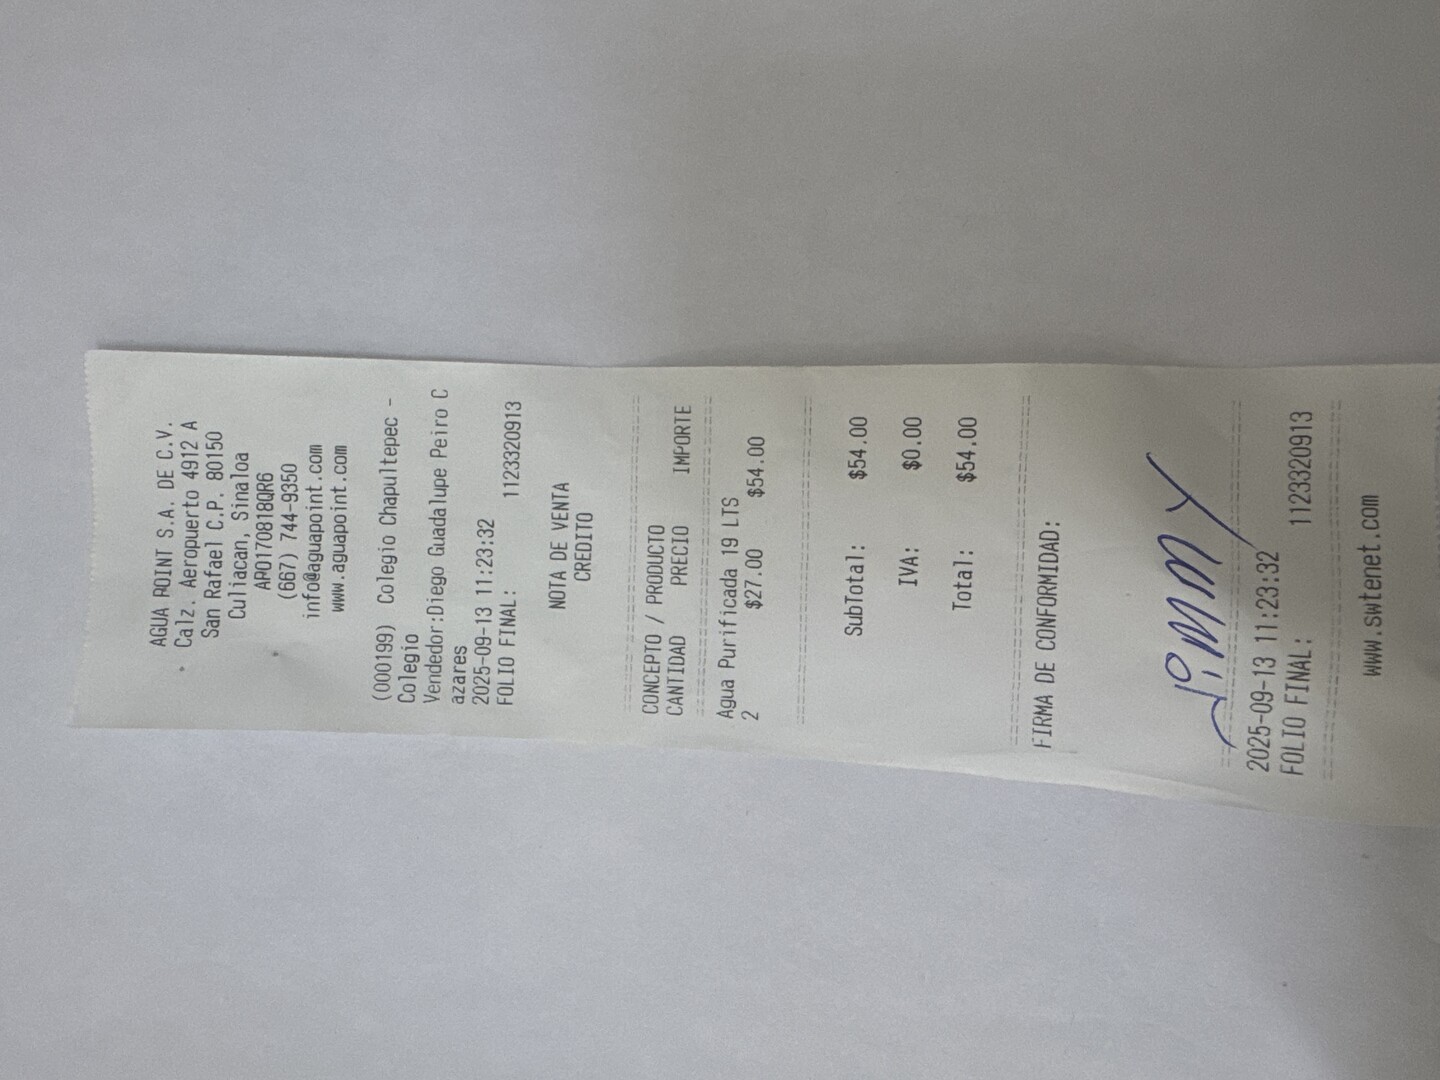 AGUA POINT S.A. DE C.V.
Calz. Aeropuerto 4912 A
San Rafael C.P. 80150
Culiacan, Sinaloa
APO170818QR6
(667) 744-9350
info@aguapoint.com
www.aguapoint.com
(000199) Colegio Chapultepec -
Colegio
Vendedor:Diego Guadalupe Peiro C
azares
2025-09-13 11:23:32
FOLIO FINAL: 1123320913
NOTA DE VENTA
CREDITO
CONCEPTO / PRODUCTO
CANTIDAD PRECIO IMPORTE
Agua Purificada 19 LTS
2 $27.00 $54.00
SubTotal: $54.00
IVA: $0.00
Total: $54.00
FIRMA DE CONFORMIDAD:
Jimmy
2025-09-13 11:23:32
FOLIO FINAL: 1123320913
www.swtenet.com